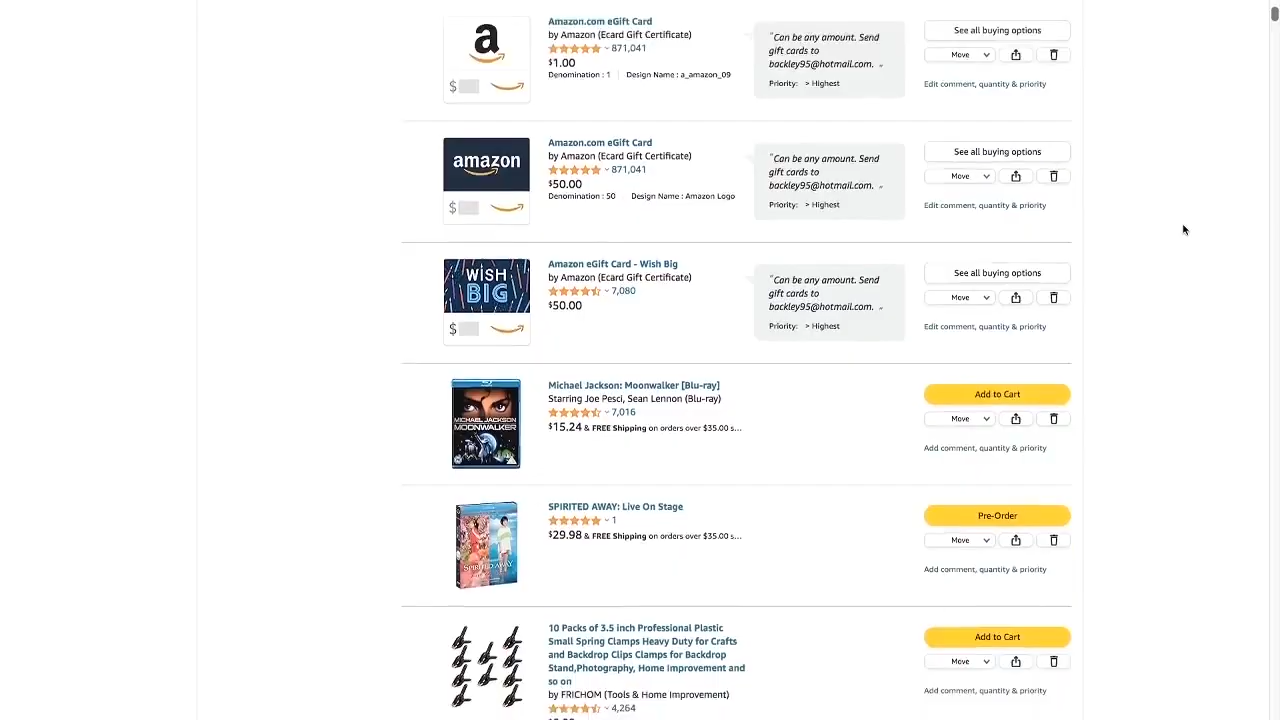 Amazon.com eGift Card
by Amazon (Ecard Gift Certificate)
871,041
$1.00
Denomination : 1 Design Name : a_amazon_09
"Can be any amount. Send
gift cards to
backley95@hotmail.com. "
Priority: > Highest
See all buying options
Move
Edit comment, quantity & priority
a
$
amazon
$
Amazon.com eGift Card
by Amazon (Ecard Gift Certificate)
871,041
$50.00
Denomination : 50 Design Name : Amazon Logo
"Can be any amount. Send
gift cards to
backley95@hotmail.com. "
Priority: > Highest
See all buying options
Move
Edit comment, quantity & priority
WISH
BIG
$
Amazon eGift Card - Wish Big
by Amazon (Ecard Gift Certificate)
7,080
$50.00
"Can be any amount. Send
gift cards to
backley95@hotmail.com. "
Priority: > Highest
See all buying options
Move
Edit comment, quantity & priority
MICHAEL JACKSON
MOONWALKER
Michael Jackson: Moonwalker [Blu-ray]
Starring Joe Pesci, Sean Lennon (Blu-ray)
7,016
$15.24 & FREE Shipping on orders over $35.00 s...
Add to Cart
Move
Add comment, quantity & priority
SPIRITED AWAY
SPIRITED AWAY: Live On Stage
1
$29.98 & FREE Shipping on orders over $35.00 s...
Pre-Order
Move
Add comment, quantity & priority
10 Packs of 3.5 inch Professional Plastic
Small Spring Clamps Heavy Duty for Crafts
and Backdrop Clips Clamps for Backdrop
Stand,Photography, Home Improvement and
so on
by FRICHOM (Tools & Home Improvement)
4,264
Add to Cart
Move
Add comment, quantity & priority